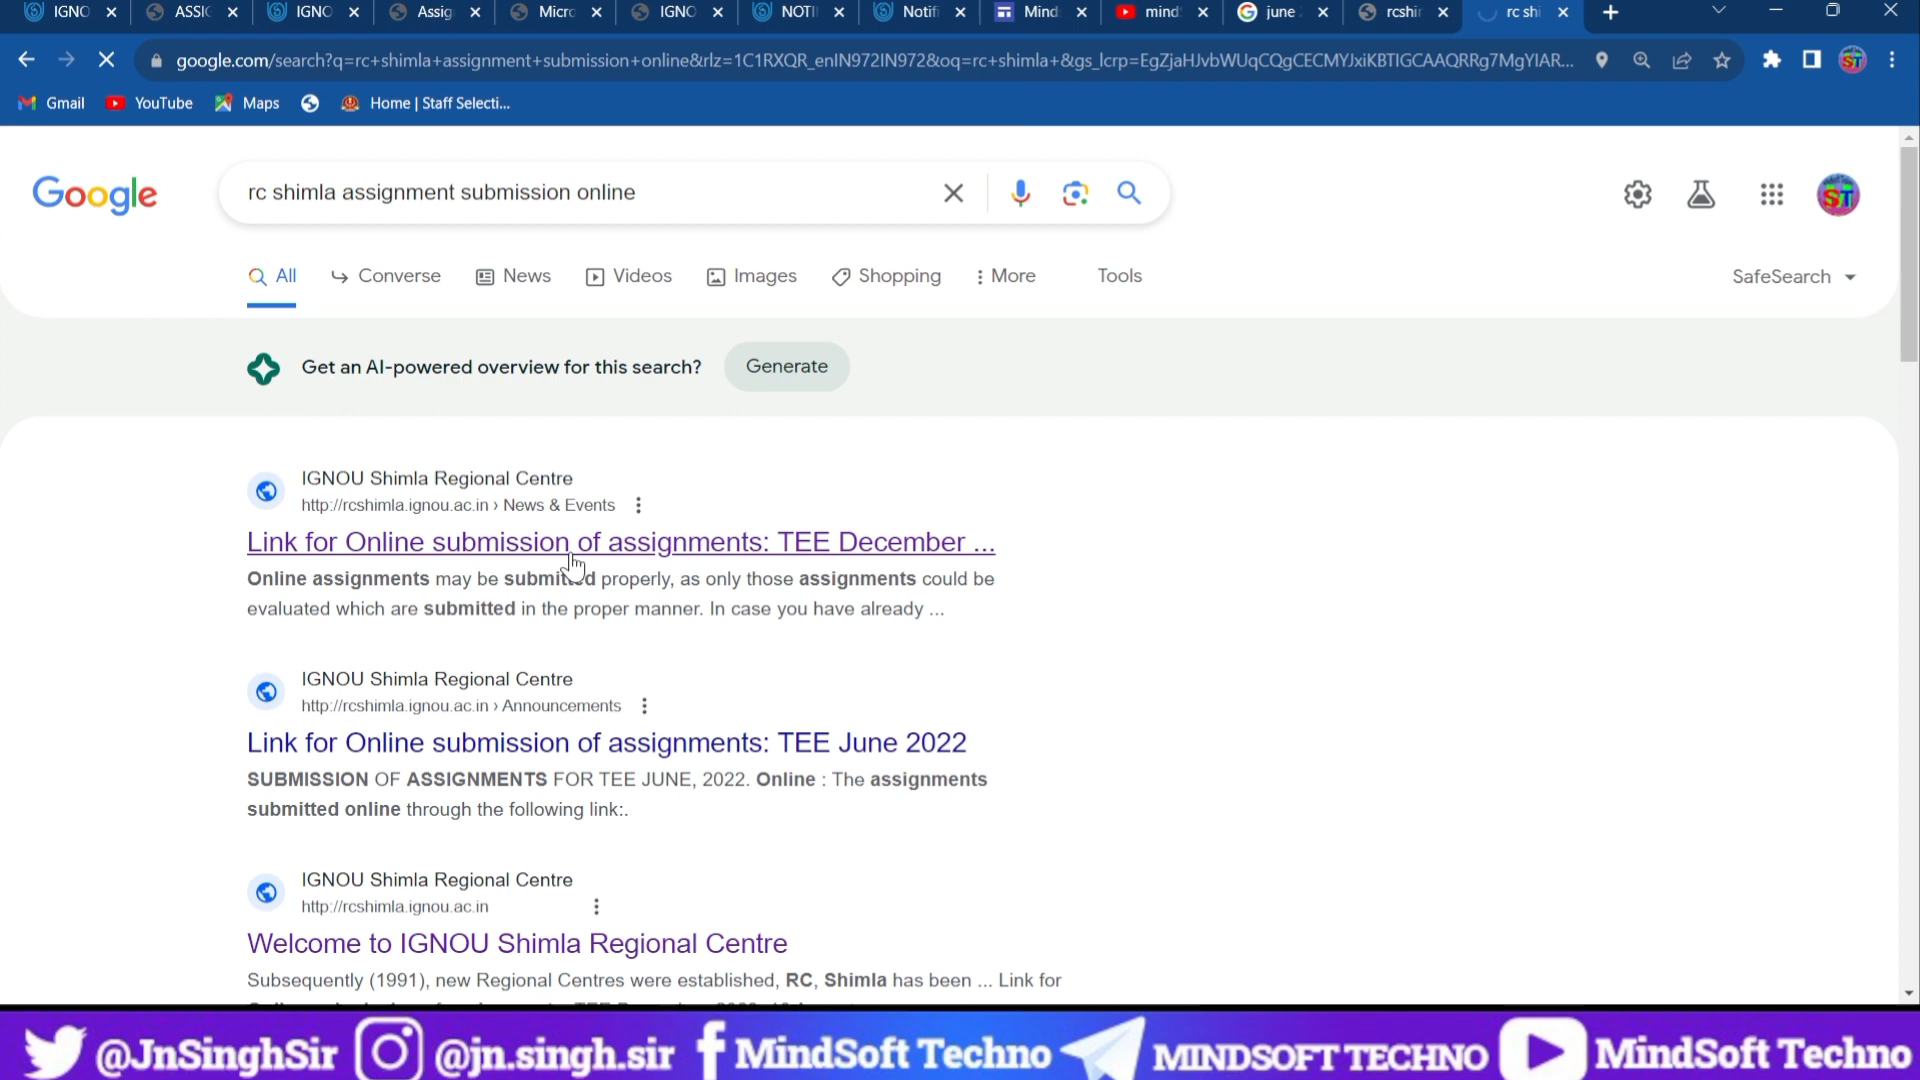 IGNO
ASSIG
IGNO
Assig
Micro
IGNO
NOTI
Notifi
Mind
mind
june
rcshir
rc shi
google.com/search?q=rc+shimla+assignment+submission+online&rlz=1C1RXQR_enIN972IN972&oq=rc+shimla+&gs_lcrp=EgZjaHJvbWUqCQgCECMYJxiKBTIGCAAQRRg7MgYIAR...
Gmail
YouTube
Maps
Home | Staff Selecti...
Google
rc shimla assignment submission online
ST
All
Converse
News
Videos
Images
Shopping
More
Tools
SafeSearch
Get an AI-powered overview for this search?
Generate
IGNOU Shimla Regional Centre
http://rcshimla.ignou.ac.in › News & Events
Link for Online submission of assignments: TEE December ...
Online assignments may be submitted properly, as only those assignments could be
evaluated which are submitted in the proper manner. In case you have already ...
IGNOU Shimla Regional Centre
http://rcshimla.ignou.ac.in › Announcements
Link for Online submission of assignments: TEE June 2022
SUBMISSION OF ASSIGNMENTS FOR TEE JUNE, 2022. Online : The assignments
submitted online through the following link:.
IGNOU Shimla Regional Centre
http://rcshimla.ignou.ac.in
Welcome to IGNOU Shimla Regional Centre
Subsequently (1991), new Regional Centres were established, RC, Shimla has been ... Link for
@JnSinghSir
@jn.singh.sir
MindSoft Techno
MINDSOFT TECHNO
MindSoft Techno